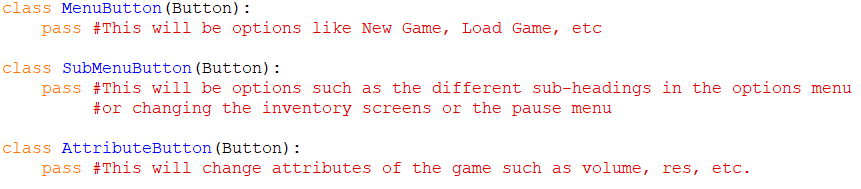 class MenuButton(Button):
    pass #This will be options like New Game, Load Game, etc
class SubMenuButton(Button):
    pass #This will be options such as the different sub-headings in the options menu
         #or changing the inventory screens or the pause menu
class AttributeButton(Button):
    pass #This will change attributes of the game such as volume, res, etc.